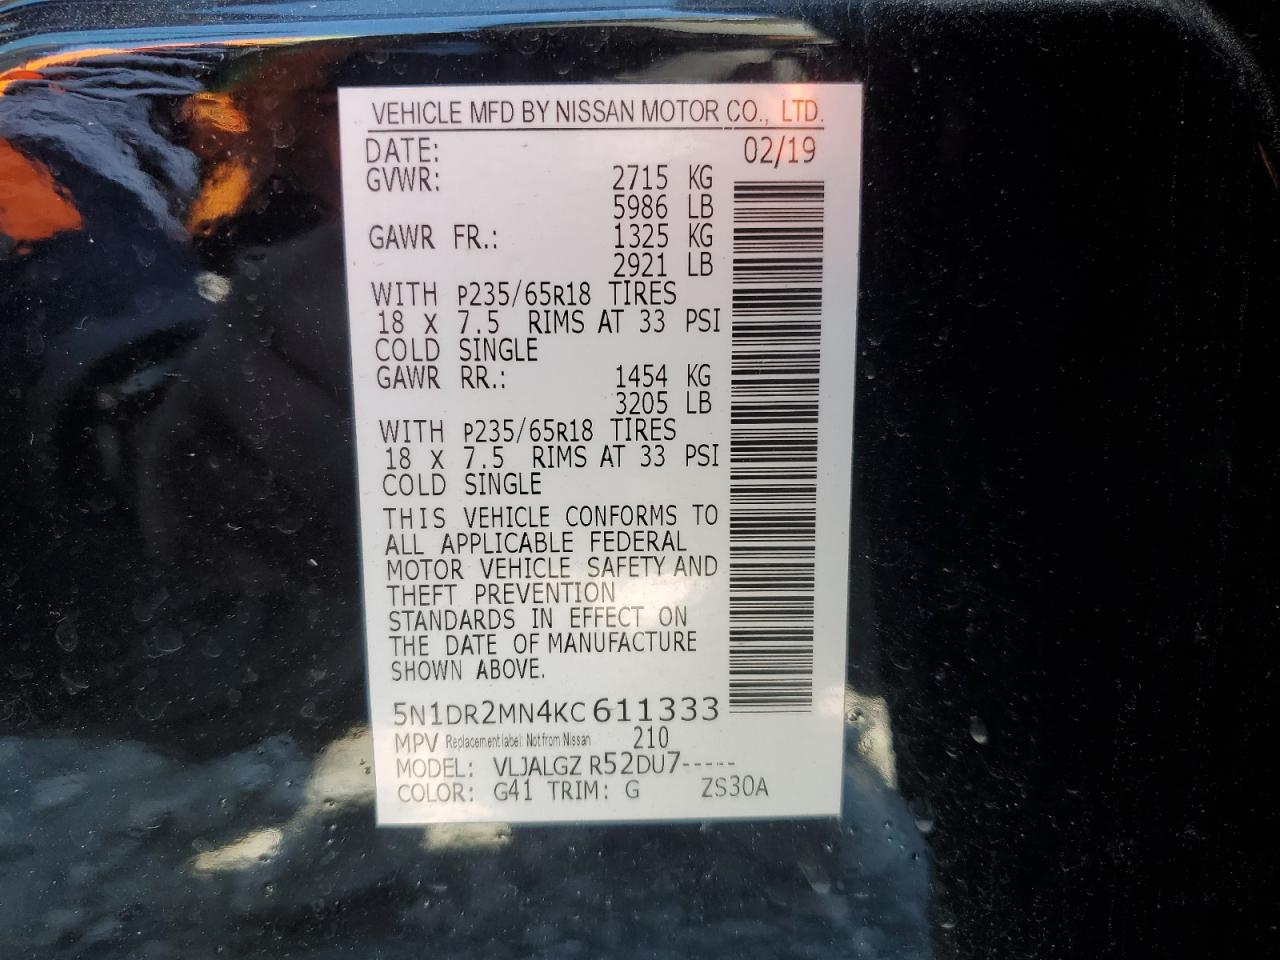 VEHICLE MFD BY NISSAN MOTOR CO., LTD.
DATE: 02/19
GVWR: 2715 KG
5986 LB
GAWR FR.: 1325 KG
2921 LB
WITH P235/65R18 TIRES
18 X 7.5 RIMS AT 33 PSI
COLD SINGLE
GAWR RR.: 1454 KG
3205 LB
WITH P235/65R18 TIRES
18 X 7.5 RIMS AT 33 PSI
COLD SINGLE
THIS VEHICLE CONFORMS TO
ALL APPLICABLE FEDERAL
MOTOR VEHICLE SAFETY AND
THEFT PREVENTION
STANDARDS IN EFFECT ON
THE DATE OF MANUFACTURE
SHOWN ABOVE.
5N1DR2MN4KC611333
MPV Replacement label: Not from Nissan 210
MODEL: VLJALGZ R52DU7-----
COLOR: G41 TRIM: G ZS30A